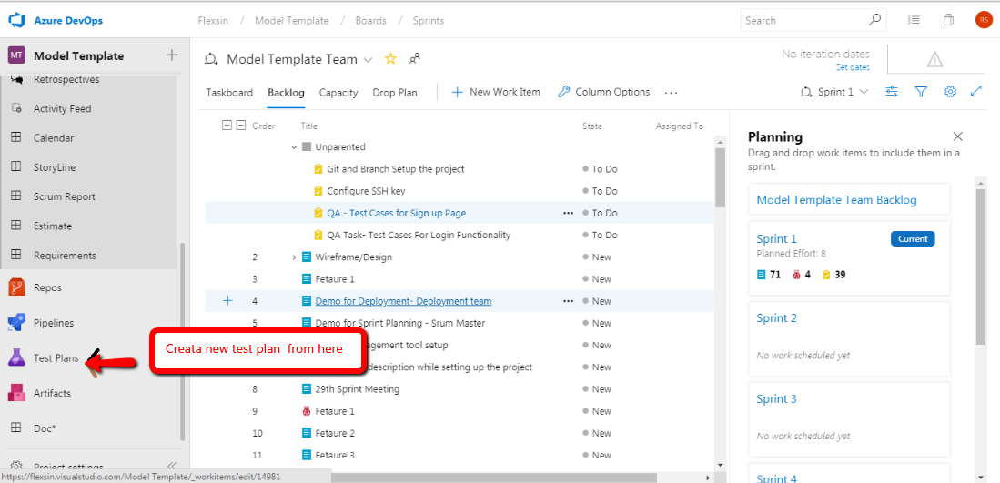 Azure DevOps
Flexsin / Model Template / Boards / Sprints
Search
RS
MT Model Template
Retrospectives
Activity Feed
Calendar
StoryLine
Scrum Report
Estimate
Requirements
Repos
Pipelines
Test Plans
Artifacts
Doc*
Project settings
https://flexsin.visualstudio.com/Model Template/_workitems/edit/14981
Model Template Team
No iteration dates
Set dates
Taskboard Backlog Capacity Drop Plan New Work Item Column Options ...
Sprint 1
Order Title State Assigned To
Unparented
Git and Branch Setup the project To Do
Configure SSH key To Do
QA - Test Cases for Sign up Page ... To Do
QA Task- Test Cases For Login Functionality To Do
2 Wireframe/Design New
3 Fetaure 1 New
4 Demo for Deployment- Deployment team ... New
5 Demo for Sprint Planning - Srum Master New
agement tool setup New
description while setting up the project New
8 29th Sprint Meeting New
9 Fetaure 1 New
10 Fetaure 2 New
11 Fetaure 3 New
Creata new test plan from here
Planning
Drag and drop work items to include them in a
sprint.
Model Template Team Backlog
Sprint 1 Current
Planned Effort: 8
71 4 39
Sprint 2
No work scheduled yet
Sprint 3
No work scheduled yet
Sprint 4